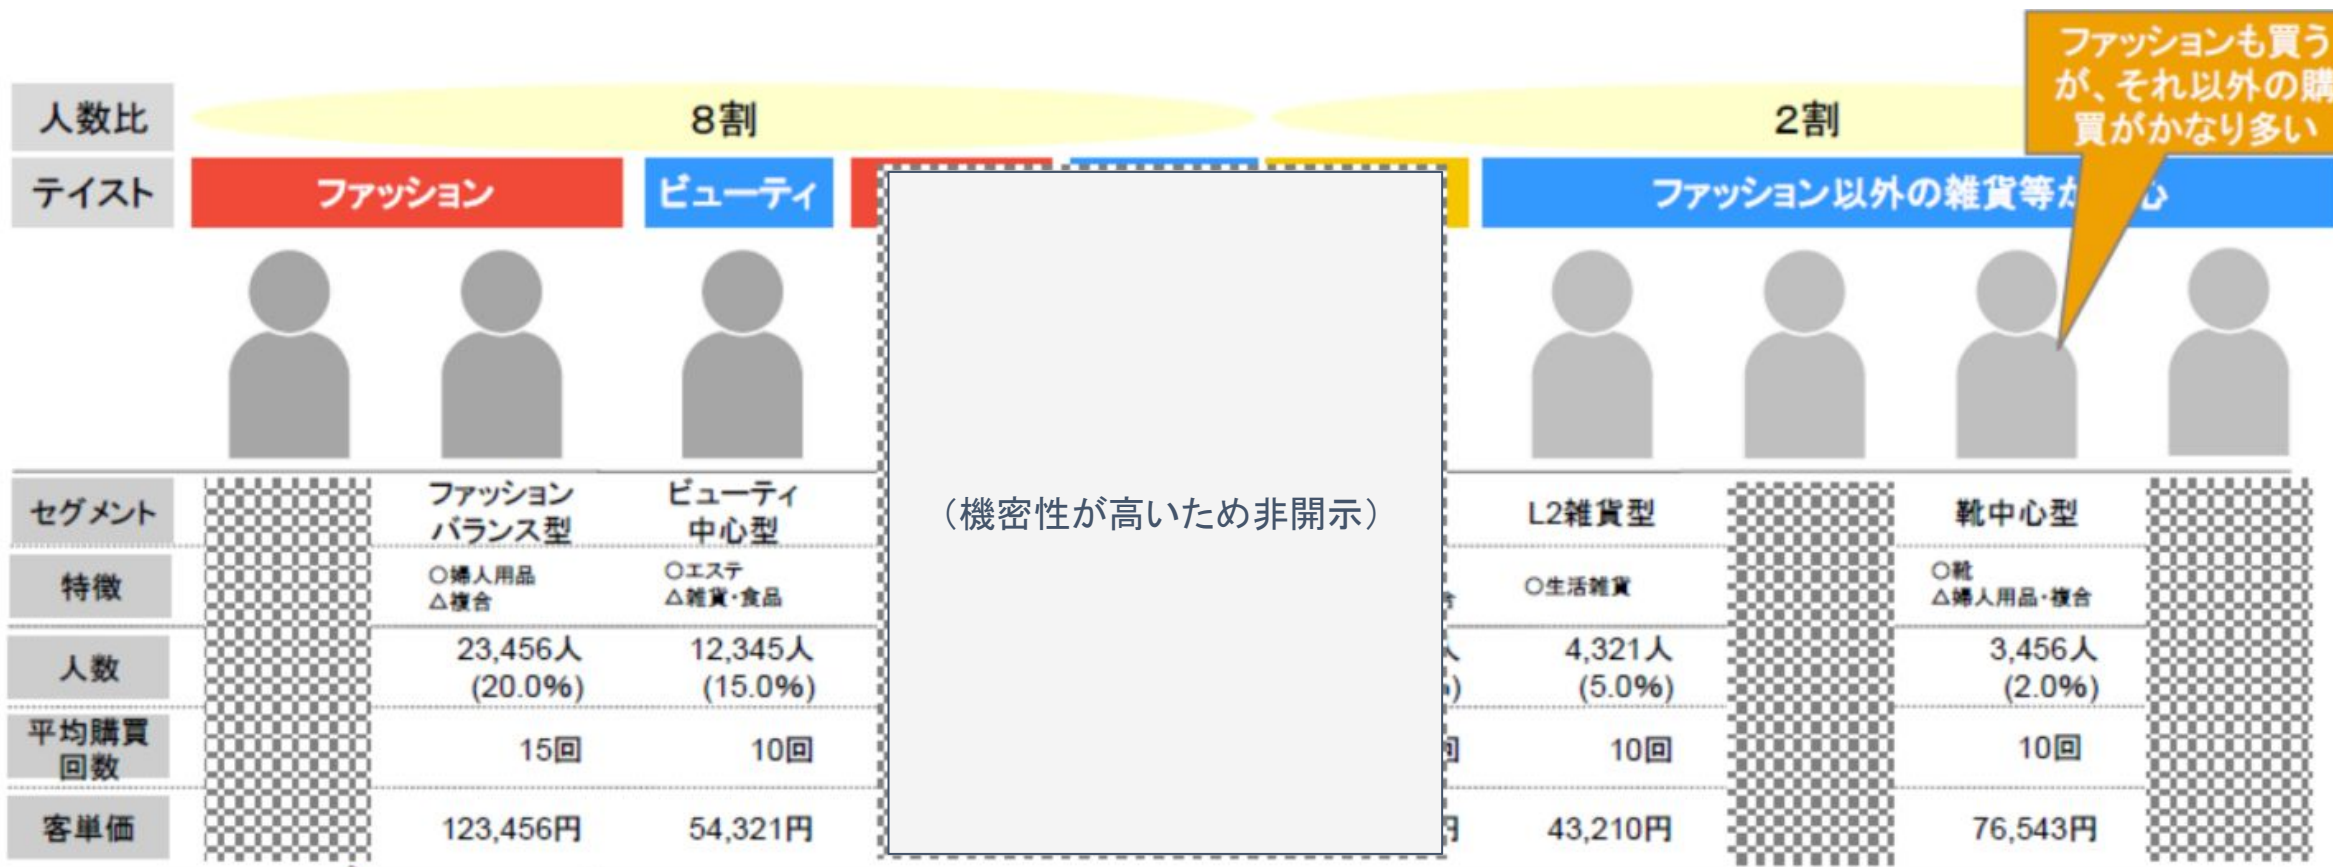 ファッションも買う
が、それ以外の購
買がかなり多い
人数比
8割
2割
テイスト
ファッション
ビューティ
ファッション以外の雑貨等が 心
セグメント
ファッション
バランス型
ビューティ
中心型
(機密性が高いため非開示)
L2雑貨型
靴中心型
特徴
○婦人用品
△複合
○エステ
△雑貨・食品
○生活雑貨
○靴
△婦人用品・複合
人数
23,456人
(20.0%)
12,345人
(15.0%)
4,321人
(5.0%)
3,456人
(2.0%)
平均購買
回数
15回
10回
10回
10回
客単価
123,456円
54,321円
43,210円
76,543円